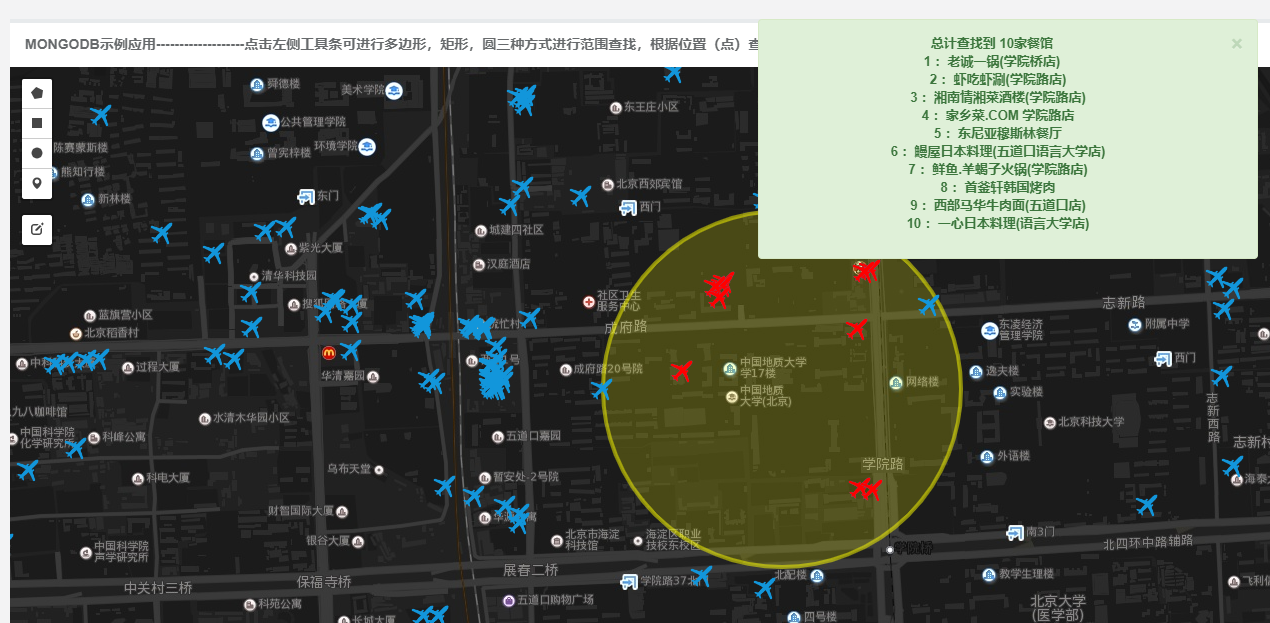 MONGODB示例应用-------------------点击左侧工具条可进行多边形，矩形，圆三种方式进行范围查找，根据位置（点）查
总计查找到 10家餐馆
×
1： 老诚一锅(学院桥店)
2： 虾吃虾涮(学院路店)
3： 湘南情湘菜酒楼(学院路店)
4： 家乡菜.COM 学院路店
5： 东尼亚穆斯林餐厅
6： 鳗屋日本料理(五道口语言大学店)
7： 鲜鱼.羊蝎子火锅(学院路店)
8： 首釜轩韩国烤肉
9： 西部马华牛肉面(五道口店)
10： 一心日本料理(语言大学店)
舜德楼
美术学院
东王庄小区
公共管理学院
陈赛蒙斯楼
曾宪梓楼
环境学院
熊知行楼
新林楼
东门
北京西郊宾馆
西门
城建四社区
紫光大厦
汉庭酒店
清华科技园
社区卫生
服务中心
蓝旗营小区
北京稻香村
成府路
志新路
东凌经济
管理学院
附属中学
西门
过程大厦
华清嘉园
成府路20号院
中国地质大学
学17楼
中国地质
大学(北京)
网络楼
逸夫楼
实验楼
志新西路
九八咖啡馆
水清木华园小区
中国科学院
化学研究所
科峰公寓
五道口嘉园
北京科技大学
志新村
外语楼
学院路
乌布天堂
科电大厦
暂安处-2号院
海泰大
财智国际大厦
银谷大厦
北京市海淀
科技馆
海淀区职业
技校东校区
学院桥
南3门
北四环中路辅路
中国科学院
声学研究所
中关村三桥
保福寺桥
展春二桥
学院路37北
北配楼
教学生理楼
飞利信
科苑公寓
五道口购物广场
北京大学
(医学部)
长城大厦
四号楼